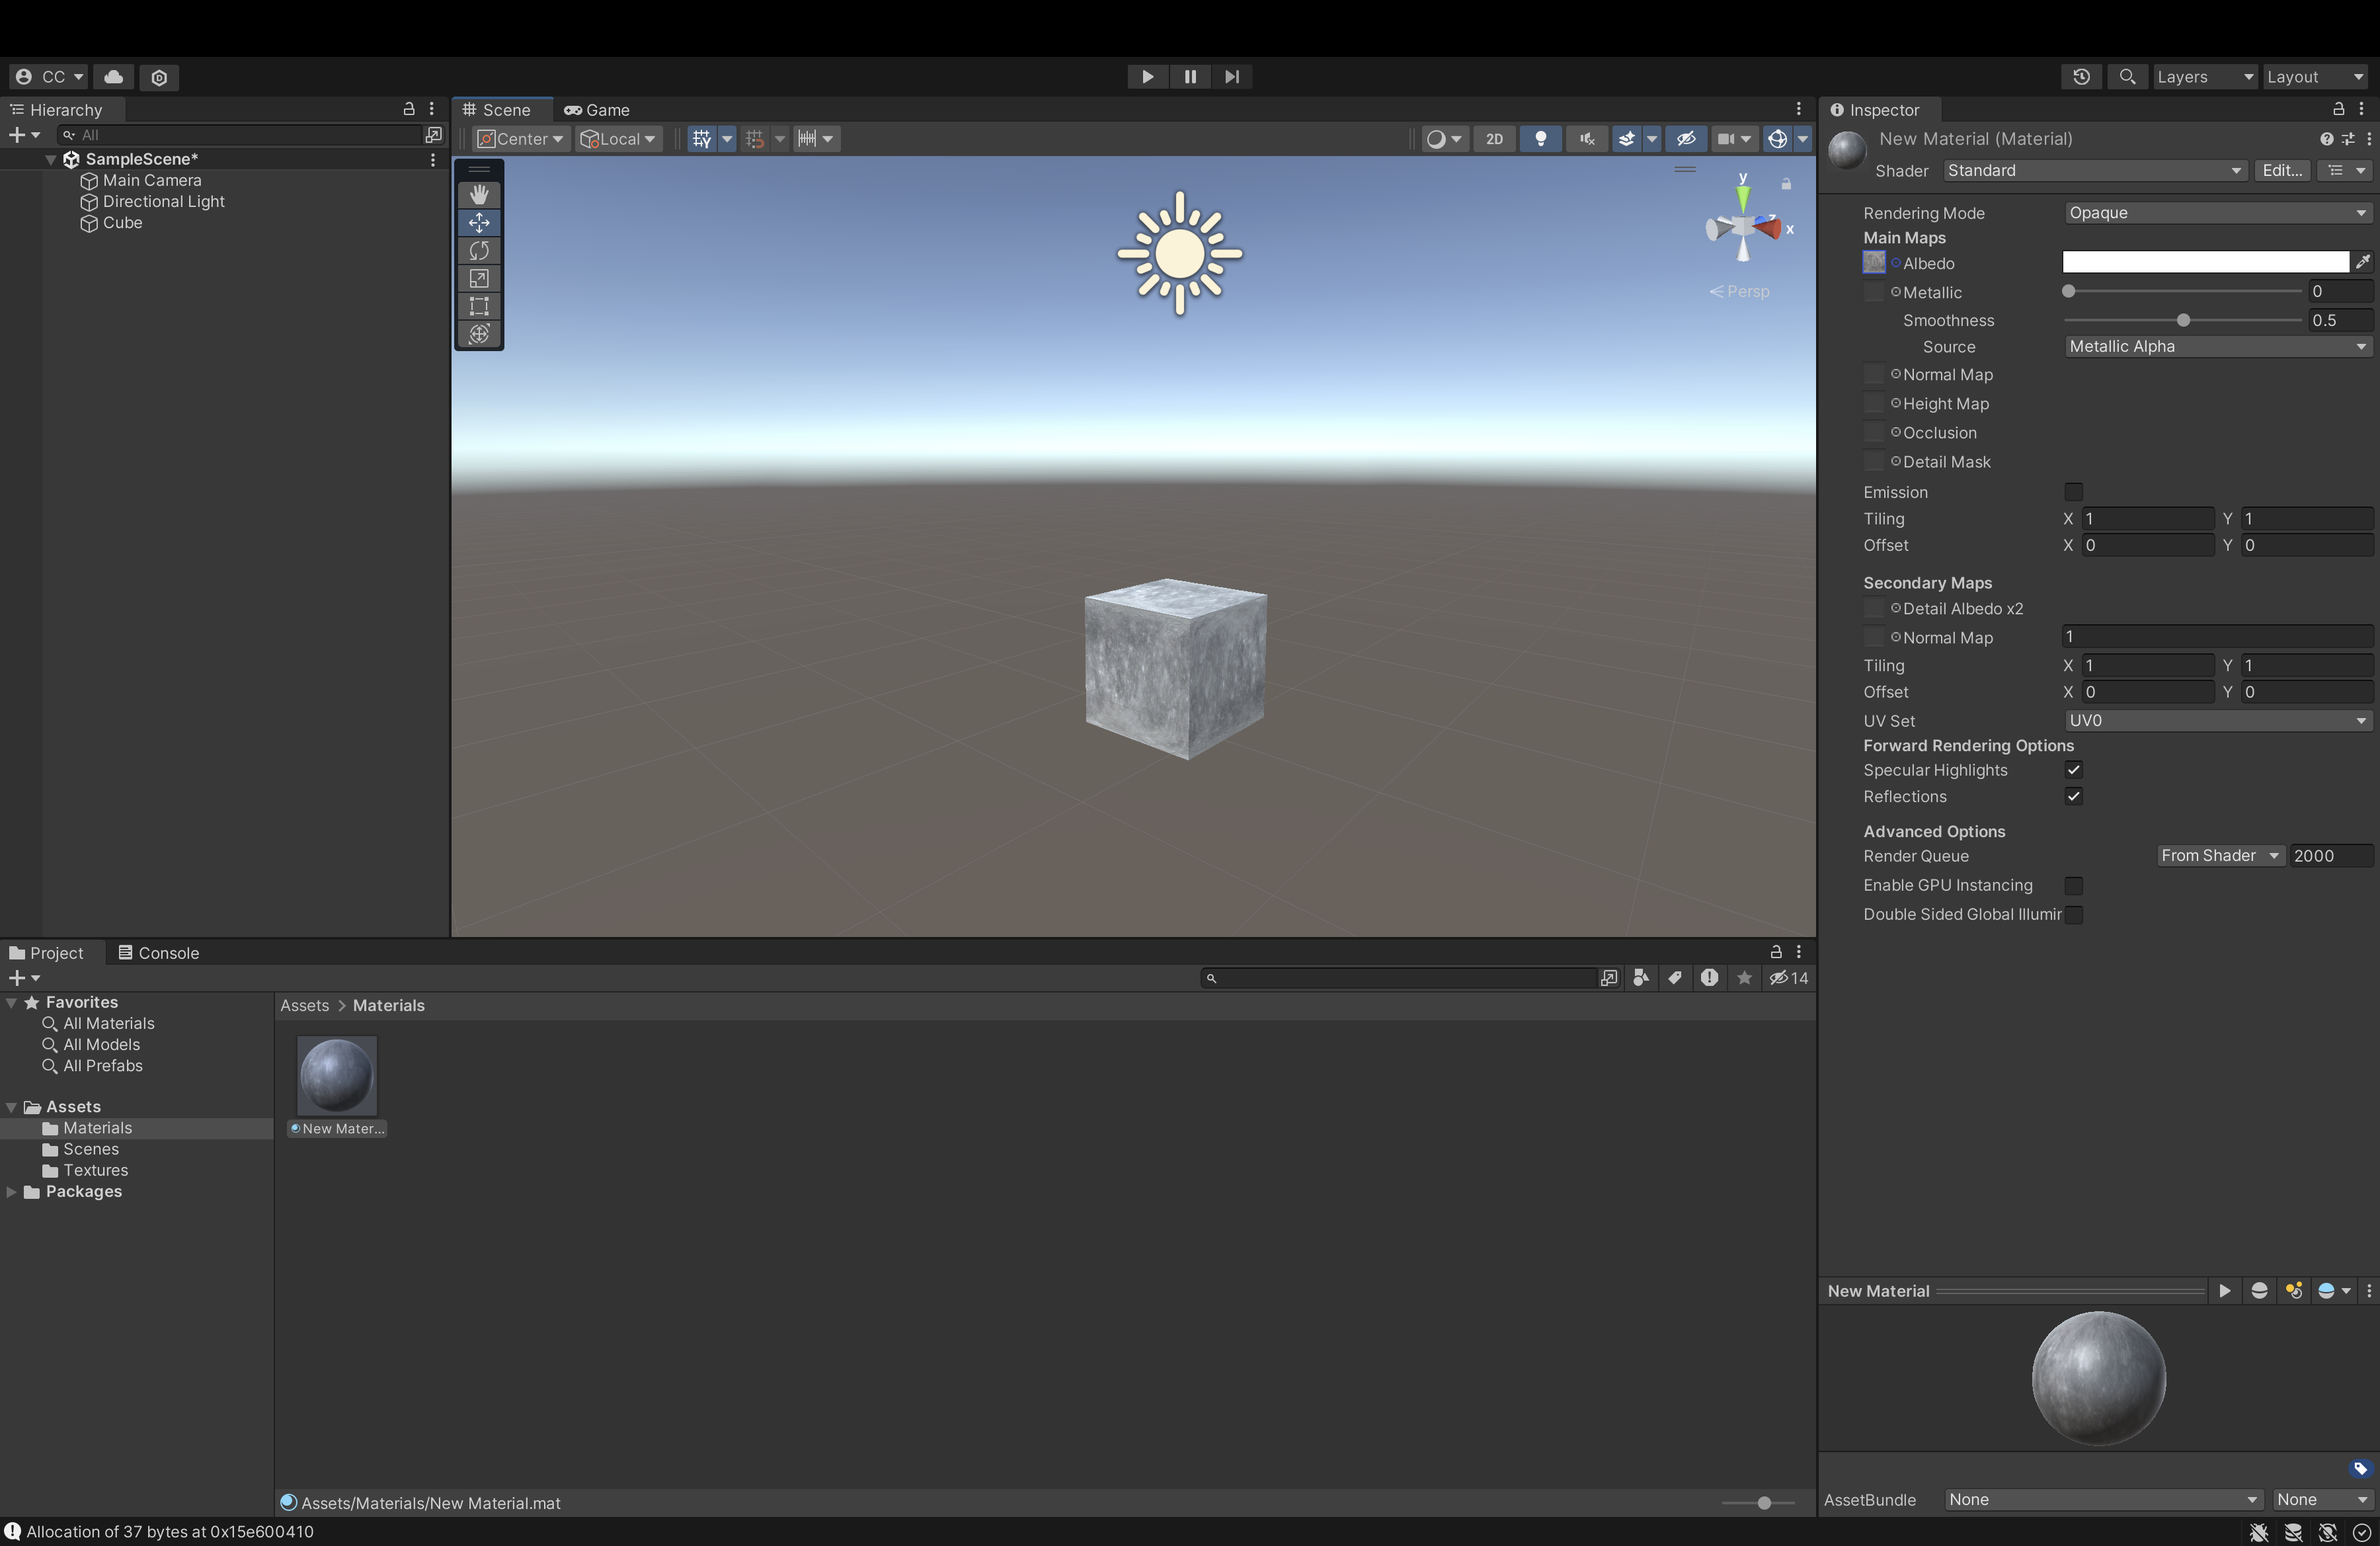 CC
Layers
Layout
Hierarchy
All
SampleScene*
Main Camera
Directional Light
Cube
Scene
Game
Center
Local
2D
y
z
x
Persp
Inspector
New Material (Material)
Shader
Standard
Edit...
Rendering Mode
Opaque
Main Maps
Albedo
Metallic
0
Smoothness
0.5
Source
Metallic Alpha
Normal Map
Height Map
Occlusion
Detail Mask
Emission
Tiling X 1 Y 1
Offset X 0 Y 0
Secondary Maps
Detail Albedo x2
Normal Map
1
Tiling X 1 Y 1
Offset X 0 Y 0
UV Set
UV0
Forward Rendering Options
Specular Highlights
Reflections
Advanced Options
Render Queue
From Shader
2000
Enable GPU Instancing
Double Sided Global Illumir
Project
Console
14
Favorites
All Materials
All Models
All Prefabs
Assets
Materials
Scenes
Textures
Packages
Assets > Materials
New Mater...
Assets/Materials/New Material.mat
New Material
AssetBundle
None
None
Allocation of 37 bytes at 0x15e600410